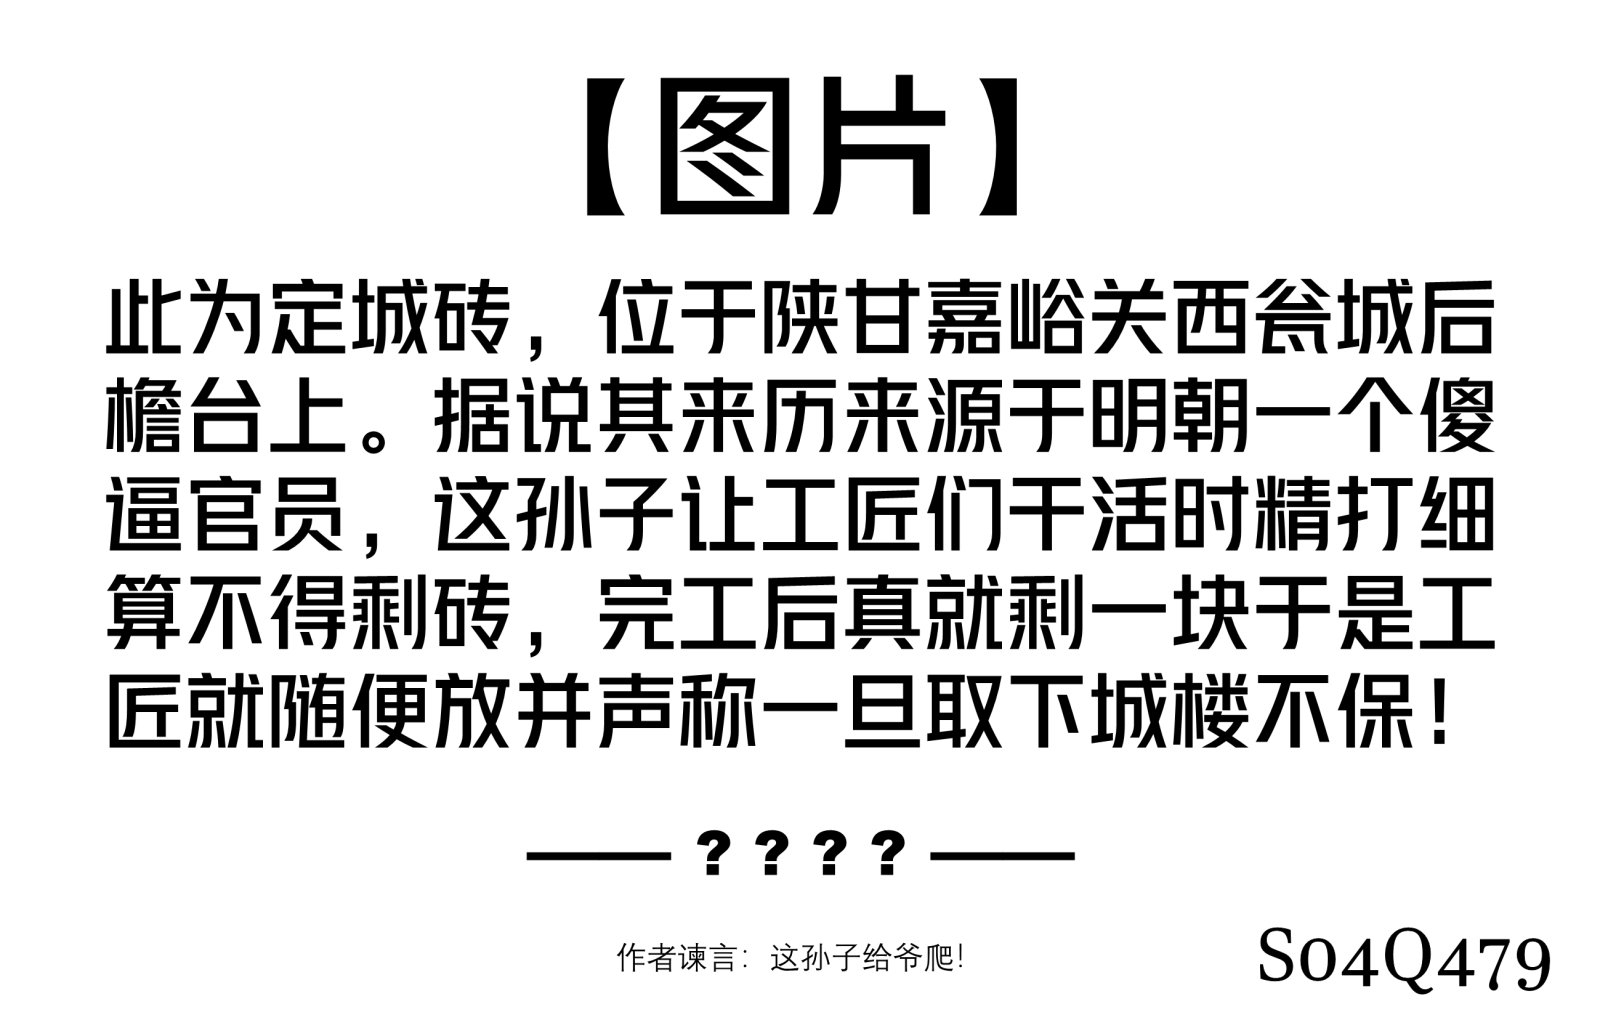 【图片】
此为定城砖，位于陕甘嘉峪关西瓮城后
檐台上。据说其来历来源于明朝一个傻
逼官员，这孙子让工匠们干活时精打细
算不得剩砖，完工后真就剩一块于是工
匠就随便放并声称一旦取下城楼不保！
——？？？？——
作者谏言：这孙子给爷爬！
So4Q479